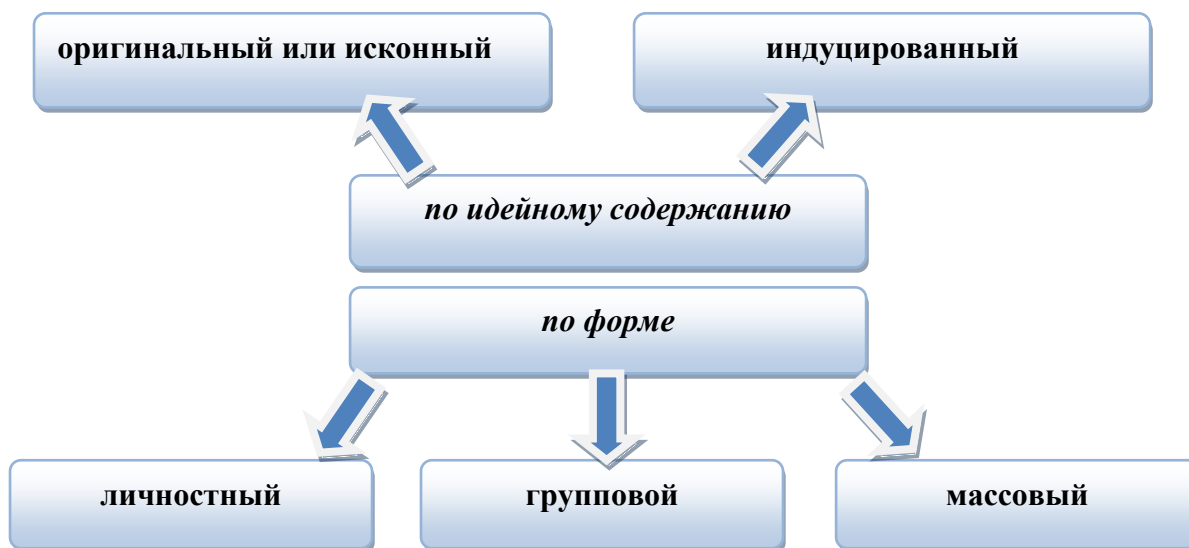 оригинальный или исконный
индуцированный
по идейному содержанию
по форме
личностный
групповой
массовый